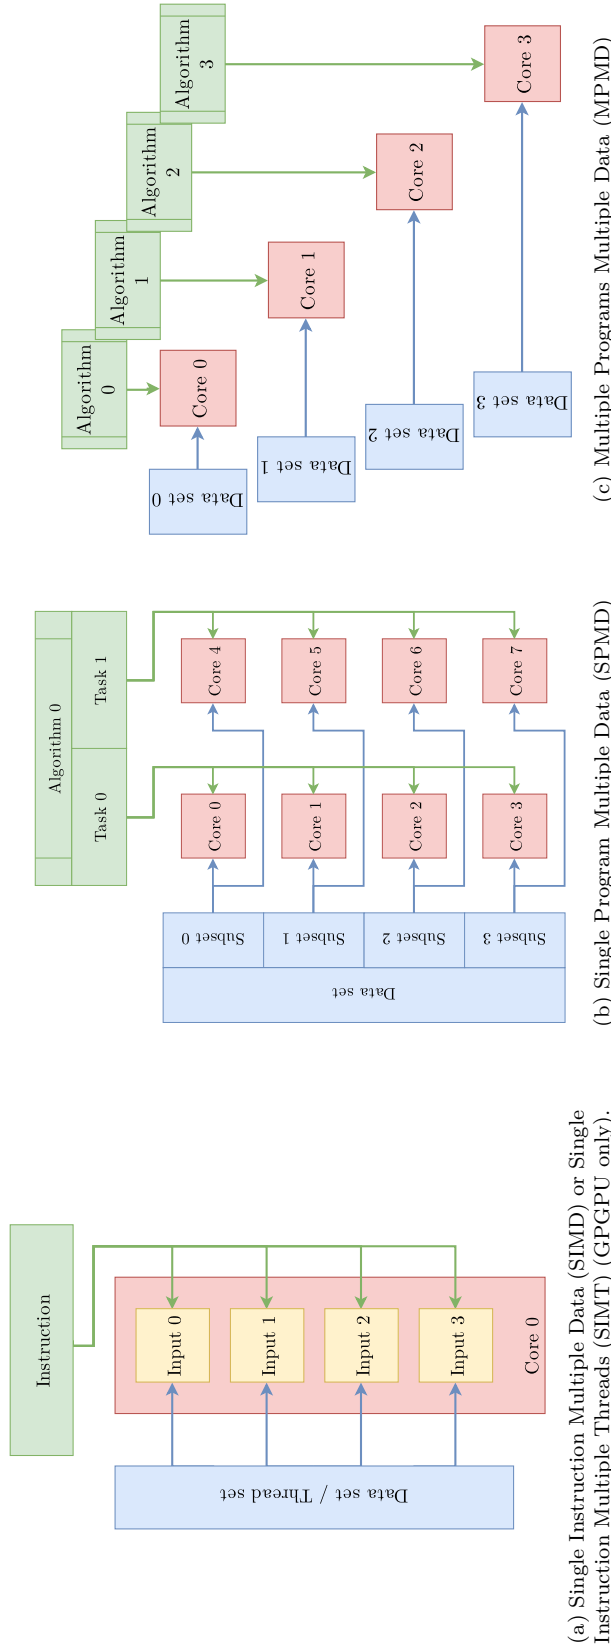 Instruction
Data set / Thread set
Input 0
Input 1
Input 2
Input 3
Core 0
(a) Single Instruction Multiple Data (SIMD) or Single
Instruction Multiple Threads (SIMT) (GPGPU only).
Algorithm 0
Task 0
Task 1
Data set
Subset 0
Subset 1
Subset 2
Subset 3
Core 0
Core 4
Core 1
Core 5
Core 2
Core 6
Core 3
Core 7
(b) Single Program Multiple Data (SPMD)
Algorithm
0
Algorithm
1
Algorithm
2
Algorithm
3
Data set 0
Core 0
Data set 1
Core 1
Data set 2
Core 2
Data set 3
Core 3
(c) Multiple Programs Multiple Data (MPMD)